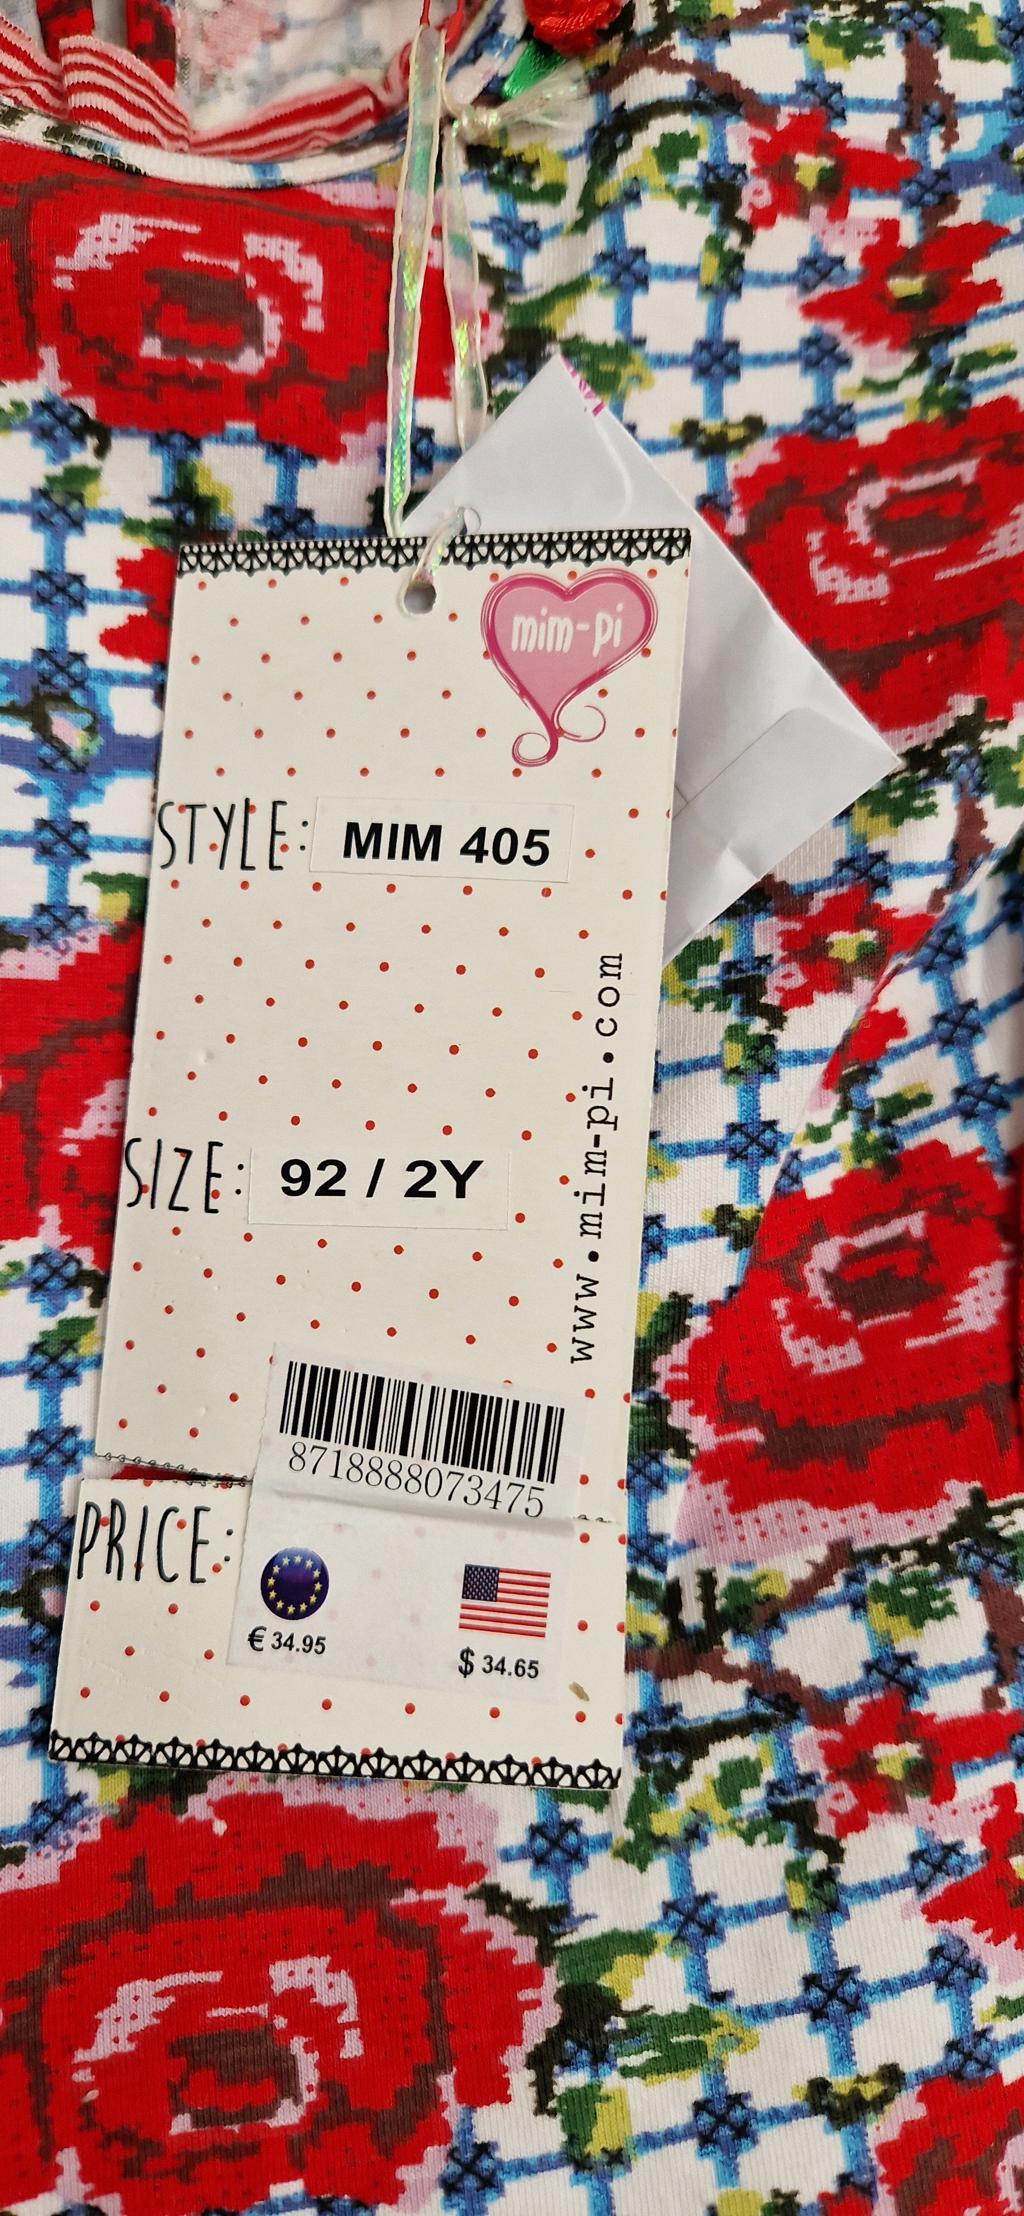 mim-pi
STYLE: MIM 405
www.mim-pi.com
SIZE: 92 / 2Y
8718888073475
PRICE:
€ 34.95
$ 34.65